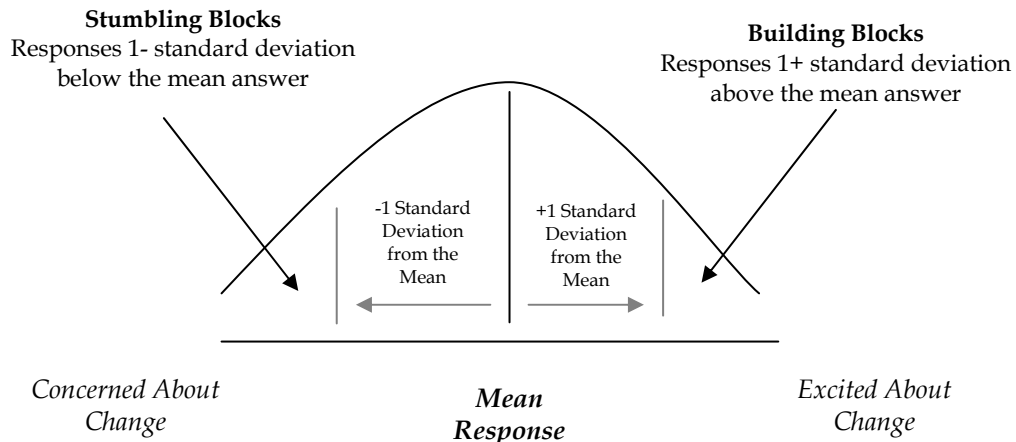 Stumbling Blocks
Responses 1- standard deviation
below the mean answer
Building Blocks
Responses 1+ standard deviation
above the mean answer
-1 Standard
Deviation
from the
Mean
+1 Standard
Deviation
from the
Mean
Concerned About
Change
Mean
Response
Excited About
Change